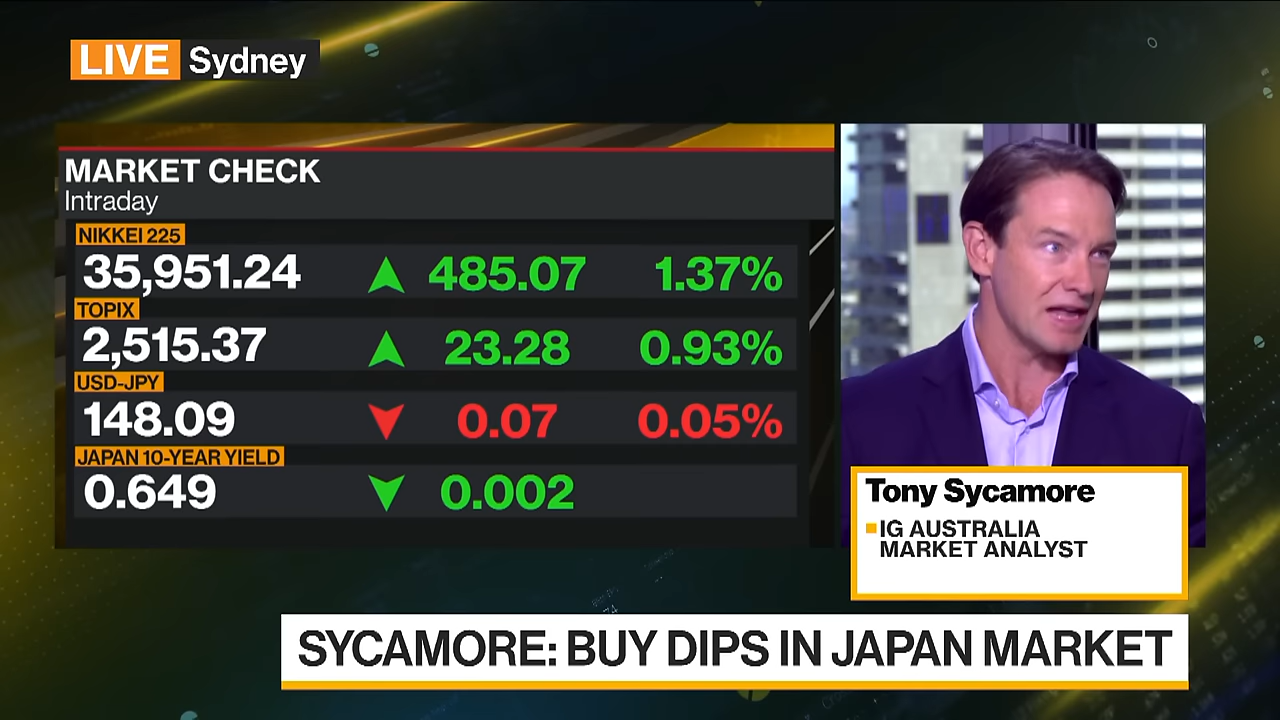 LIVE Sydney
MARKET CHECK
Intraday
NIKKEI 225
35,951.24 ▲ 485.07 1.37%
TOPIX
2,515.37 ▲ 23.28 0.93%
USD-JPY
148.09 ▼ 0.07 0.05%
JAPAN 10-YEAR YIELD
0.649 ▼ 0.002
Tony Sycamore
IG AUSTRALIA
MARKET ANALYST
SYCAMORE: BUY DIPS IN JAPAN MARKET